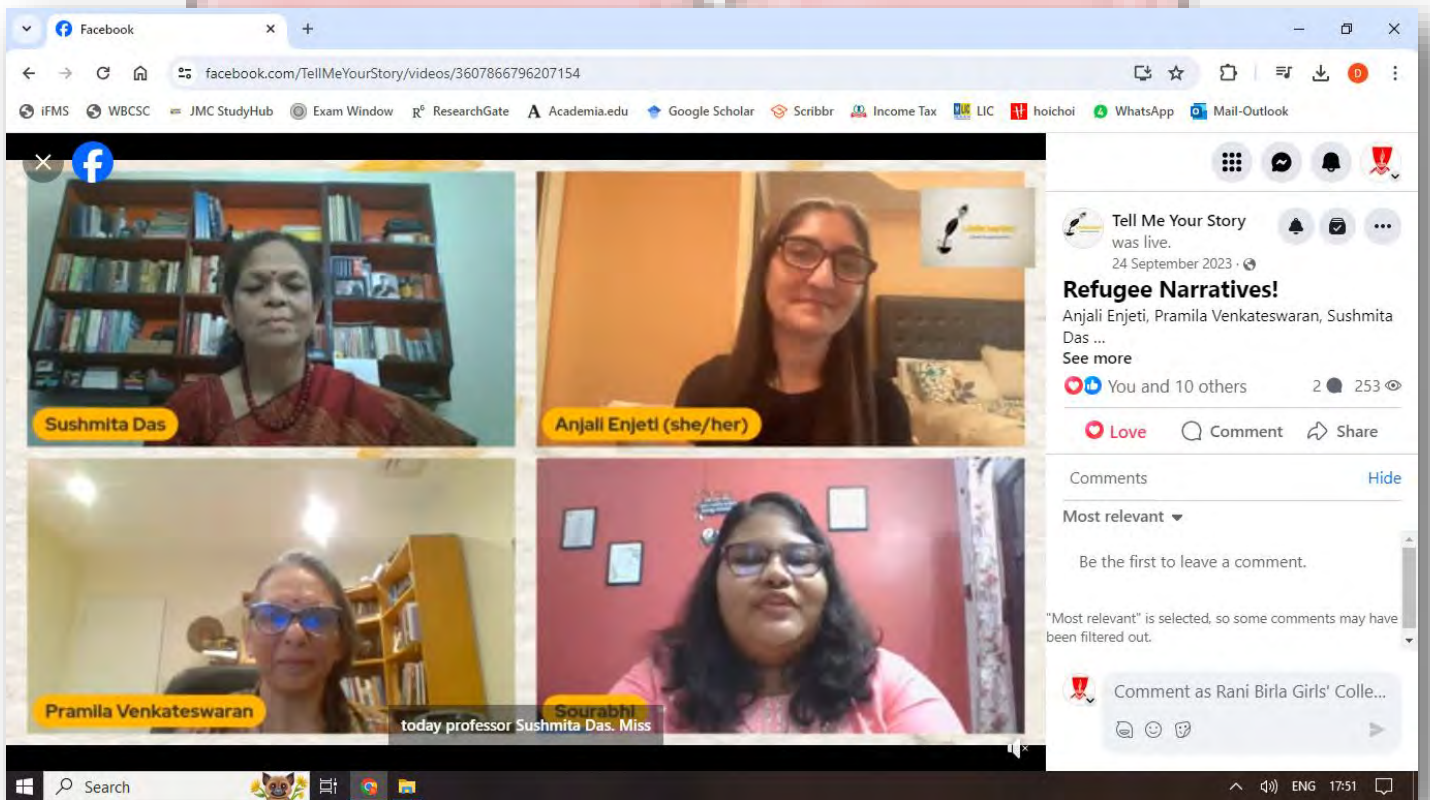 Facebook
facebook.com/TellMeYourStory/videos/3607866796207154
D
iFMS WBCSC JMC StudyHub Exam Window R⁶ ResearchGate A Academia.edu Google Scholar Scribbr Income Tax LIC hoichoi WhatsApp Mail-Outlook
Sushmita Das
Anjali Enjeti (she/her)
Pramila Venkateswaran
Sourabhi
today professor Sushmita Das. Miss
Tell Me Your Story
was live.
24 September 2023 ·
Refugee Narratives!
Anjali Enjeti, Pramila Venkateswaran, Sushmita
Das ...
See more
You and 10 others 2 253
Love Comment Share
Comments Hide
Most relevant
Be the first to leave a comment.
"Most relevant" is selected, so some comments may have
been filtered out.
Comment as Rani Birla Girls' Colle...
Search
ENG 17:51